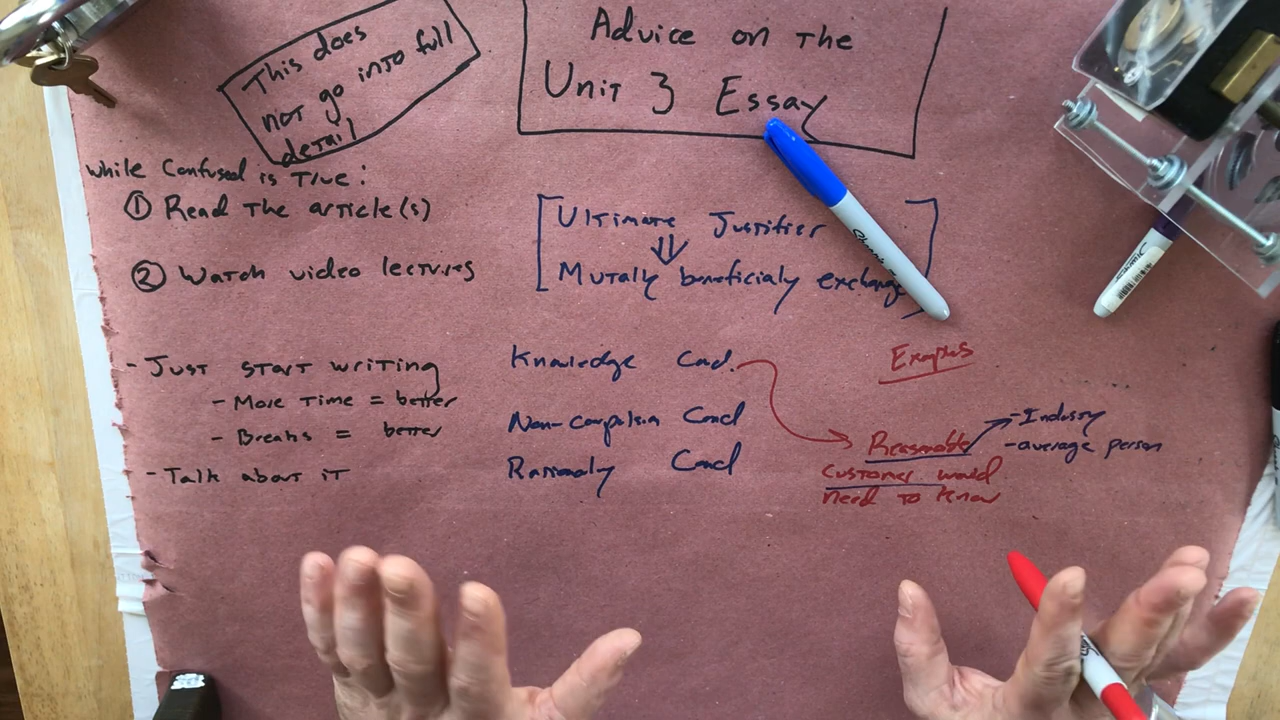 This does
not go into full
detail
Advice on The
Unit 3 Essay
while Confused is True:
① Read The article(s)
② Watch video lectures
- Just start writing
- More Time = better
- Breaks = better
- Talk about it
Ultimate Justifier
⇓
Mutaly beneficialy exchange
Knowledge Cond.
Non-compulsion Cond
Rationaly Cond
Examples
Reasonable
customer would
need to know
- Industry
- average person
Sharpie